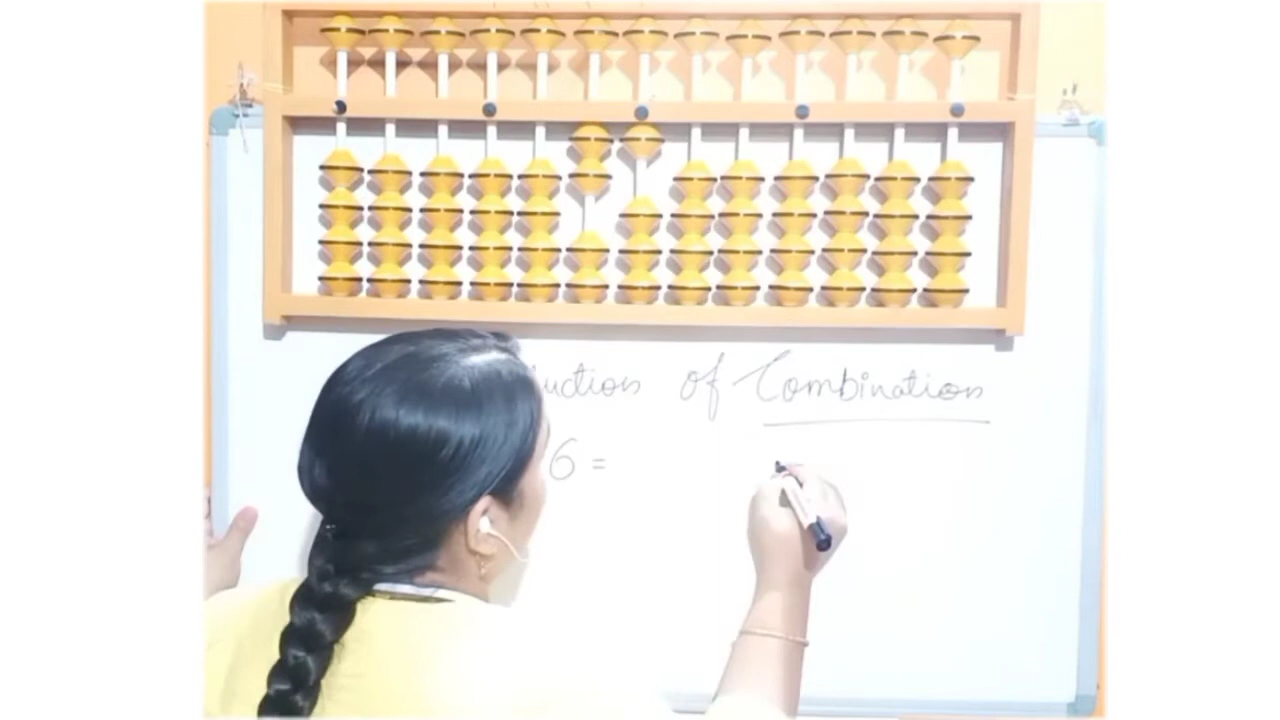 of Combination
6 =